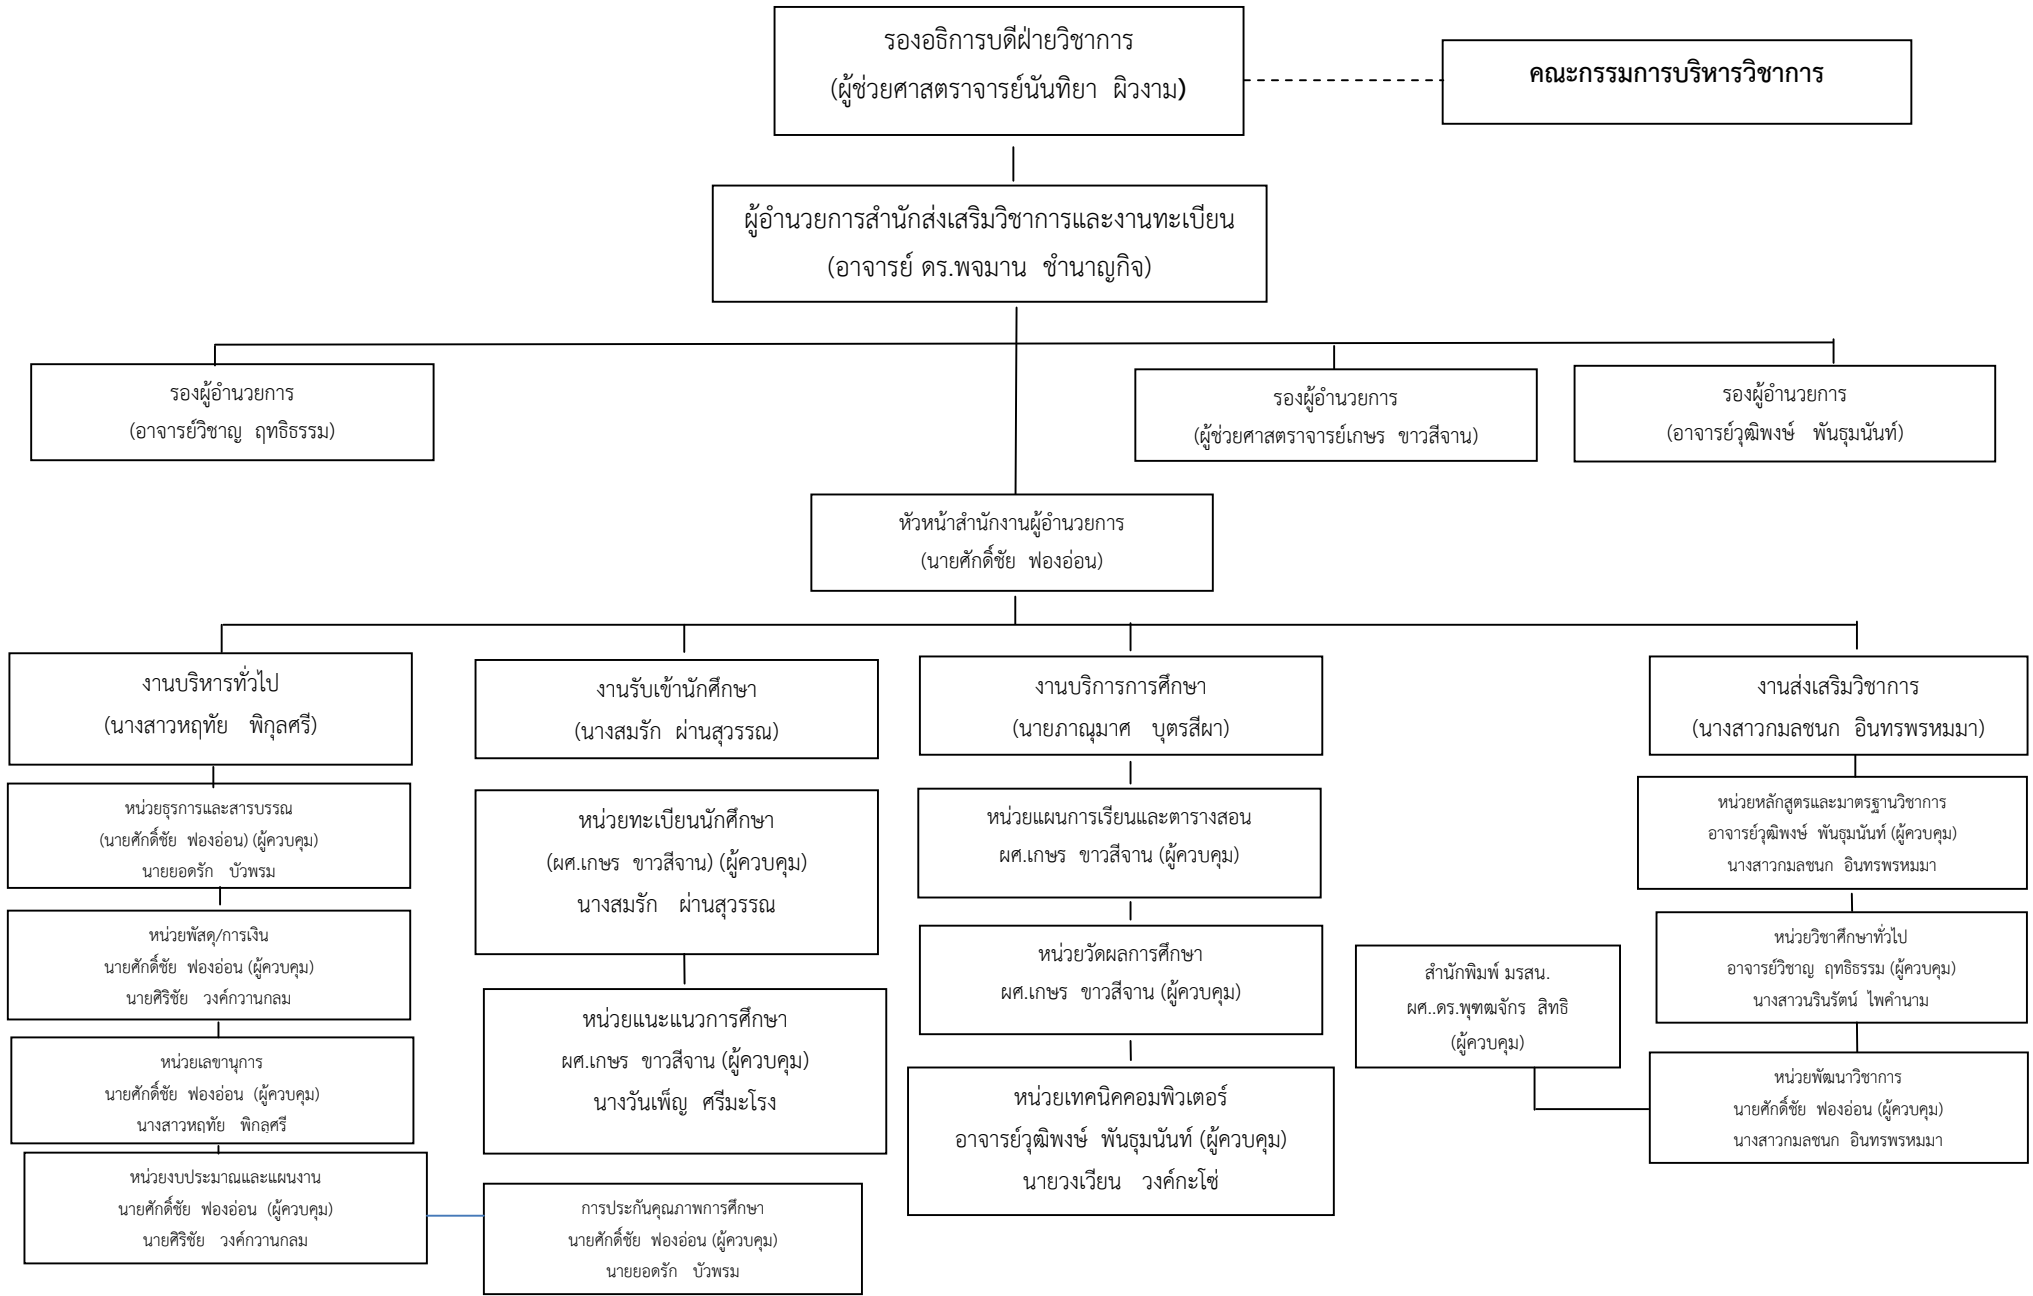 รองอธิการบดีฝ่ายวิชาการ
(ผู้ช่วยศาสตราจารย์นันทิยา ผิวงาม)
คณะกรรมการบริหารวิชาการ
ผู้อำนวยการสำนักส่งเสริมวิชาการและงานทะเบียน
(อาจารย์ ดร.พจมาน ชำนาญกิจ)
รองผู้อำนวยการ
(อาจารย์วิชาญ ฤทธิธรรม)
รองผู้อำนวยการ
(ผู้ช่วยศาสตราจารย์เกษร ขาวสีจาน)
รองผู้อำนวยการ
(อาจารย์วุฒิพงษ์ พันธุมนันท์)
หัวหน้าสำนักงานผู้อำนวยการ
(นายศักดิ์ชัย ฟองอ่อน)
งานบริหารทั่วไป
(นางสาวหฤทัย พิกุลศรี)
หน่วยธุรการและสารบรรณ
(นายศักดิ์ชัย ฟองอ่อน) (ผู้ควบคุม)
นายยอดรัก บัวพรม
หน่วยพัสดุ/การเงิน
นายศักดิ์ชัย ฟองอ่อน (ผู้ควบคุม)
นายศิริชัย วงค์กวานกลม
หน่วยเลขานุการ
นายศักดิ์ชัย ฟองอ่อน (ผู้ควบคุม)
นางสาวหฤทัย พิกุลศรี
หน่วยงบประมาณและแผนงาน
นายศักดิ์ชัย ฟองอ่อน (ผู้ควบคุม)
นายศิริชัย วงค์กวานกลม
งานรับเข้านักศึกษา
(นางสมรัก ผ่านสุวรรณ)
หน่วยทะเบียนนักศึกษา
(ผศ.เกษร ขาวสีจาน) (ผู้ควบคุม)
นางสมรัก ผ่านสุวรรณ
หน่วยแนะแนวการศึกษา
ผศ.เกษร ขาวสีจาน (ผู้ควบคุม)
นางวันเพ็ญ ศรีมะโรง
การประกันคุณภาพการศึกษา
นายศักดิ์ชัย ฟองอ่อน (ผู้ควบคุม)
นายยอดรัก บัวพรม
งานบริการการศึกษา
(นายภาณุมาศ บุตรสีผา)
หน่วยแผนการเรียนและตารางสอน
ผศ.เกษร ขาวสีจาน (ผู้ควบคุม)
หน่วยวัดผลการศึกษา
ผศ.เกษร ขาวสีจาน (ผู้ควบคุม)
หน่วยเทคนิคคอมพิวเตอร์
อาจารย์วุฒิพงษ์ พันธุมนันท์ (ผู้ควบคุม)
นายวงเวียน วงค์กะโซ่
งานส่งเสริมวิชาการ
(นางสาวกมลชนก อินทรพรหมมา)
หน่วยหลักสูตรและมาตรฐานวิชาการ
อาจารย์วุฒิพงษ์ พันธุมนันท์ (ผู้ควบคุม)
นางสาวกมลชนก อินทรพรหมมา
หน่วยวิชาศึกษาทั่วไป
อาจารย์วิชาญ ฤทธิธรรม (ผู้ควบคุม)
นางสาวนรินรัตน์ ไพคำนาม
สำนักพิมพ์ มรสน.
ผศ..ดร.พุฑฒจักร สิทธิ
(ผู้ควบคุม)
หน่วยพัฒนาวิชาการ
นายศักดิ์ชัย ฟองอ่อน (ผู้ควบคุม)
นางสาวกมลชนก อินทรพรหมมา